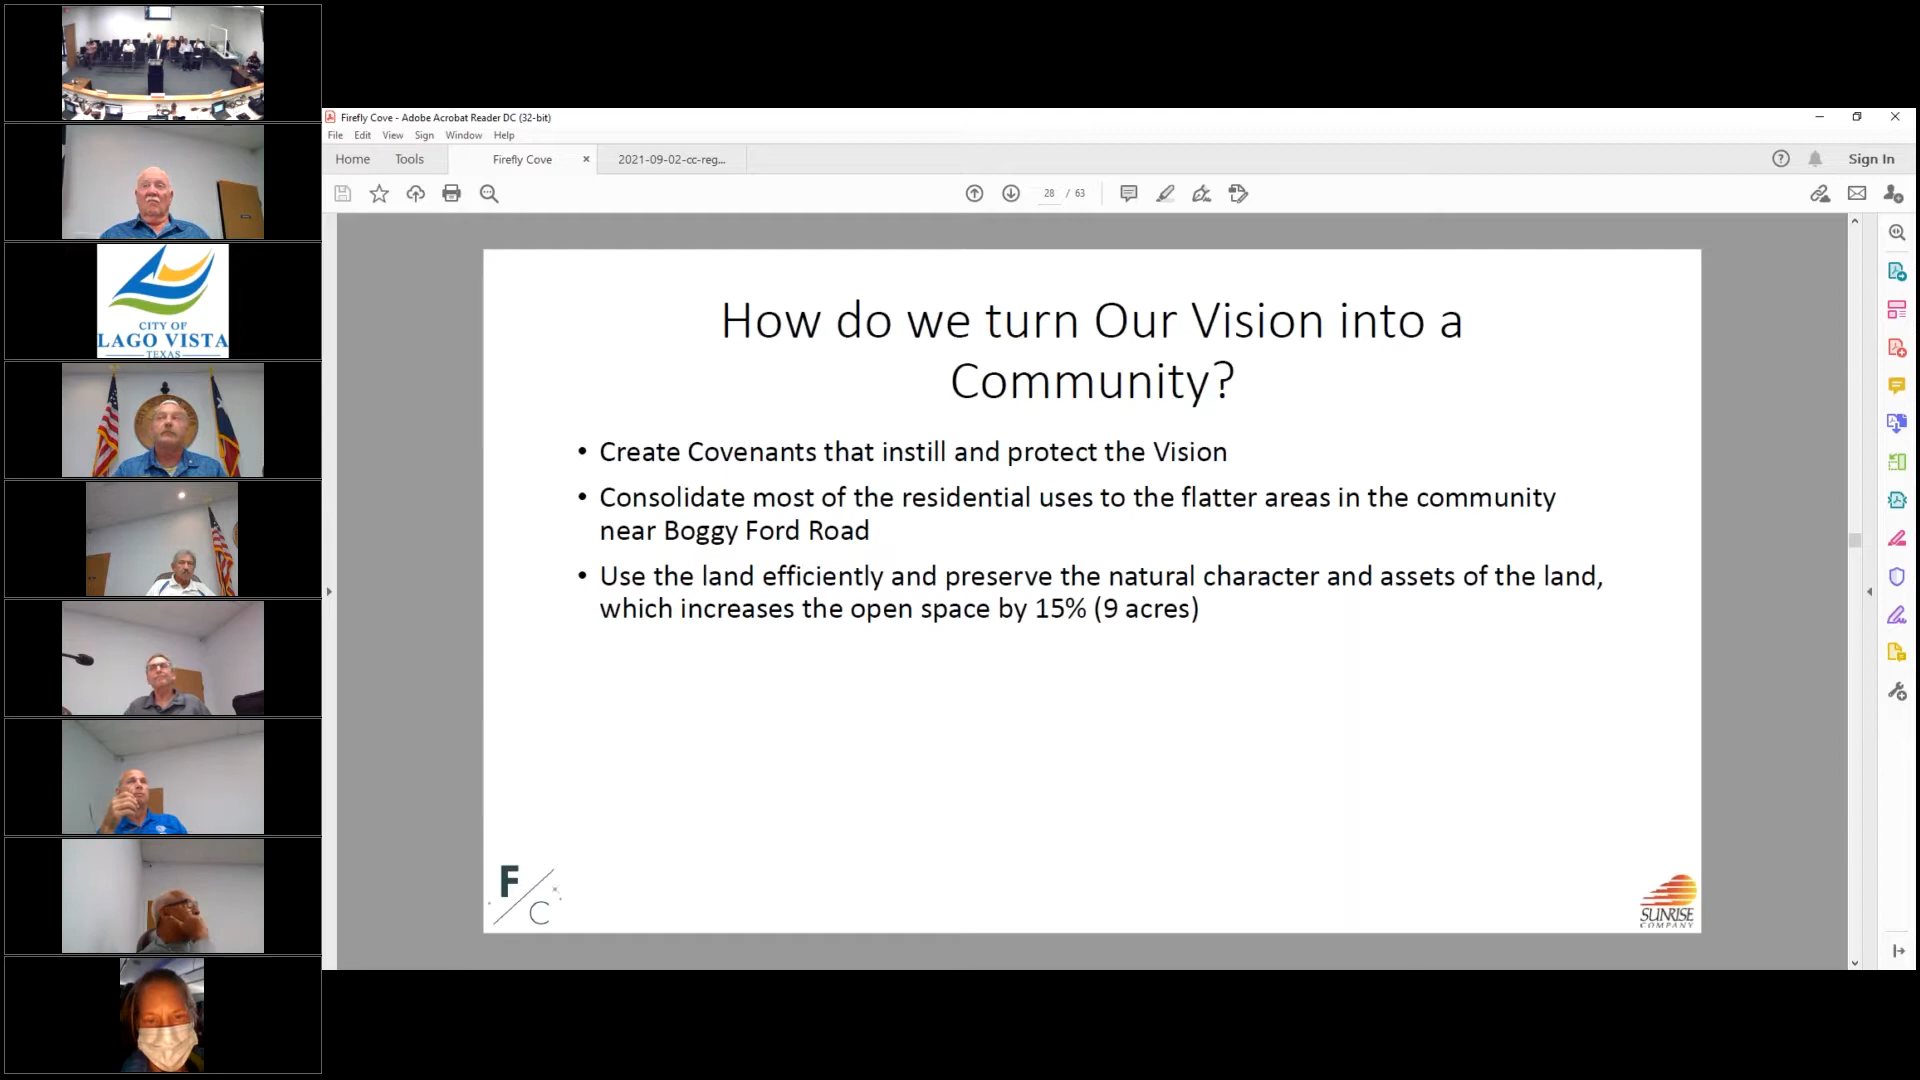 CITY OF
LAGO VISTA
TEXAS
Firefly Cove - Adobe Acrobat Reader DC (32-bit)
File Edit View Sign Window Help
Home Tools Firefly Cove 2021-09-02-cc-reg... Sign In
28 / 63
How do we turn Our Vision into a
Community?
• Create Covenants that instill and protect the Vision
• Consolidate most of the residential uses to the flatter areas in the community
near Boggy Ford Road
• Use the land efficiently and preserve the natural character and assets of the land,
which increases the open space by 15% (9 acres)
F
C
SUNRISE
COMPANY